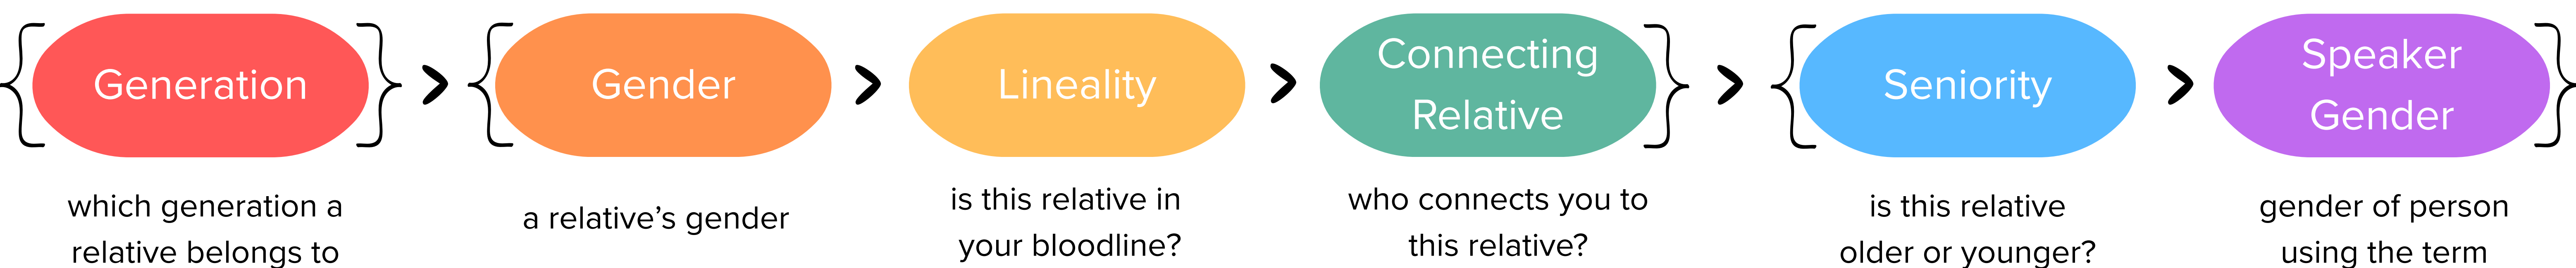 { Generation } > { Gender > Lineality > Connecting Relative } > { Seniority > Speaker Gender }
which generation a
relative belongs to
a relative's gender
is this relative in
your bloodline?
who connects you to
this relative?
is this relative
older or younger?
gender of person
using the term